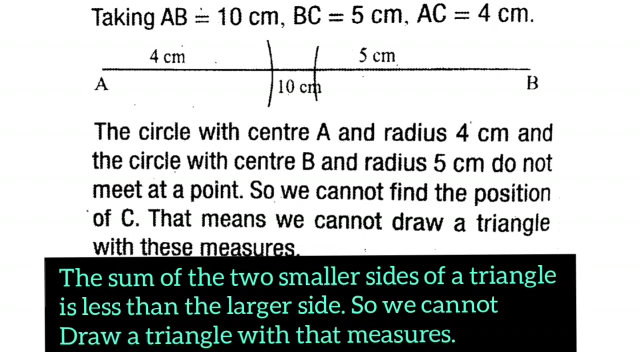 Taking AB = 10 cm, BC = 5 cm, AC = 4 cm.
4 cm 5 cm
A 10 cm B
The circle with centre A and radius 4 cm and
the circle with centre B and radius 5 cm do not
meet at a point. So we cannot find the position
of C. That means we cannot draw a triangle
with these measures.
The sum of the two smaller sides of a triangle
is less than the larger side. So we cannot
Draw a triangle with that measures.